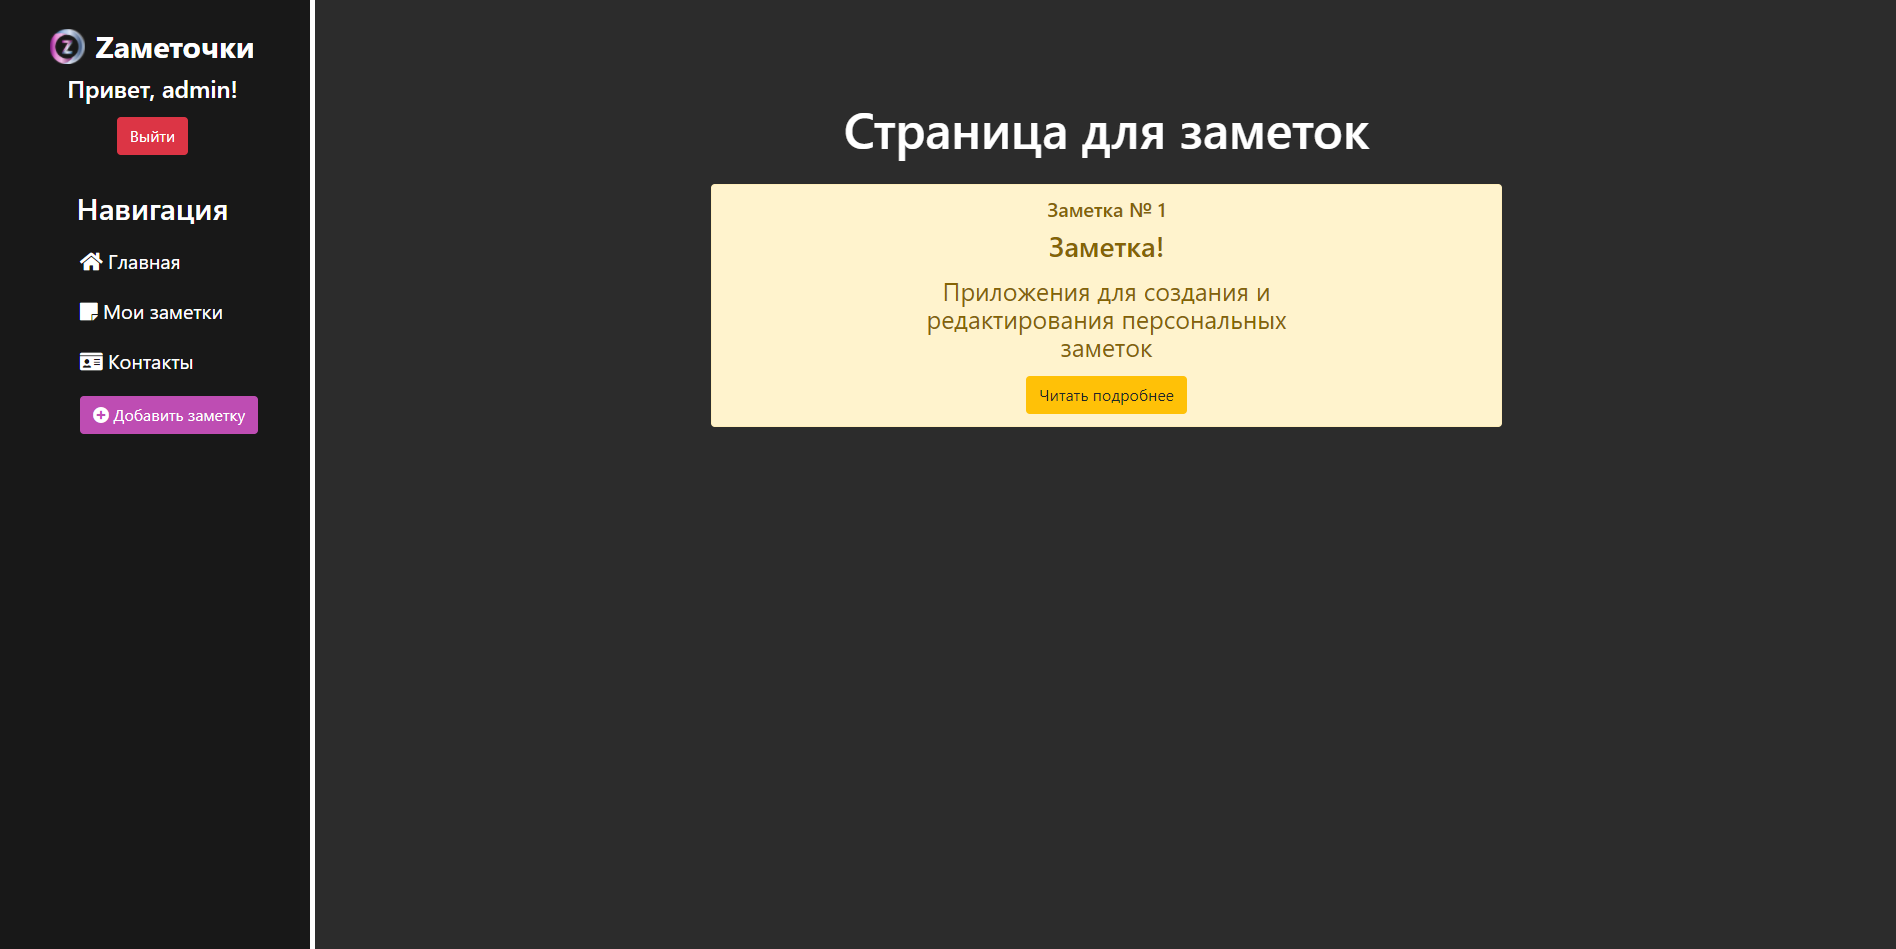 Zаметочки
Привет, admin!
Выйти
Навигация
Главная
Мои заметки
Контакты
Добавить заметку
Страница для заметок
Заметка № 1
Заметка!
Приложения для создания и
редактирования персональных
заметок
Читать подробнее